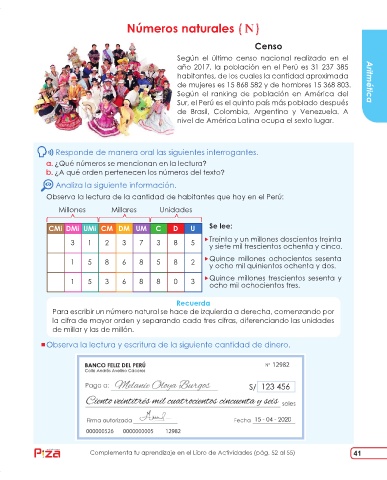 Números naturales (ℕ)
Censo
Según el último censo nacional realizado en el
año 2017, la población en el Perú es 31 237 385
habitantes, de los cuales la cantidad aproximada
de mujeres es 15 868 582 y de hombres 15 368 803.
Según el ranking de población en América del
Sur, el Perú es el quinto país más poblado después
de Brasil, Colombia, Argentina y Venezuela. A
nivel de América Latina ocupa el sexto lugar.
Aritmética
Responde de manera oral las siguientes interrogantes.
a. ¿Qué números se mencionan en la lectura?
b. ¿A qué orden pertenecen los números del texto?
Analiza la siguiente información.
Observa la lectura de la cantidad de habitantes que hay en el Perú:
Millones Millares Unidades
CMi DMi UMi CM DM UM C D U
3 1 2 3 7 3 8 5
1 5 8 6 8 5 8 2
1 5 3 6 8 8 0 3
Se lee:
Treinta y un millones doscientos treinta
y siete mil trescientos ochenta y cinco.
Quince millones ochocientos sesenta
y ocho mil quinientos ochenta y dos.
Quince millones trescientos sesenta y
ocho mil ochocientos tres.
Recuerda
Para escribir un número natural se hace de izquierda a derecha, comenzando por
la cifra de mayor orden y separando cada tres cifras, diferenciando las unidades
de millar y las de millón.
Observa la lectura y escritura de la siguiente cantidad de dinero.
BANCO FELIZ DEL PERÚ N° 12982
Calle Andrés Avelino Cáceres
Pago a: Melanie Oloya Burgos S/ 123 456
Ciento veintitrés mil cuatrocientos cincuenta y seis soles
Firma autorizada Fecha 15 - 04 - 2020
000000526 0000003005 12982
Pizza
Complementa tu aprendizaje en el Libro de Actividades (pág. 52 al 55)
41